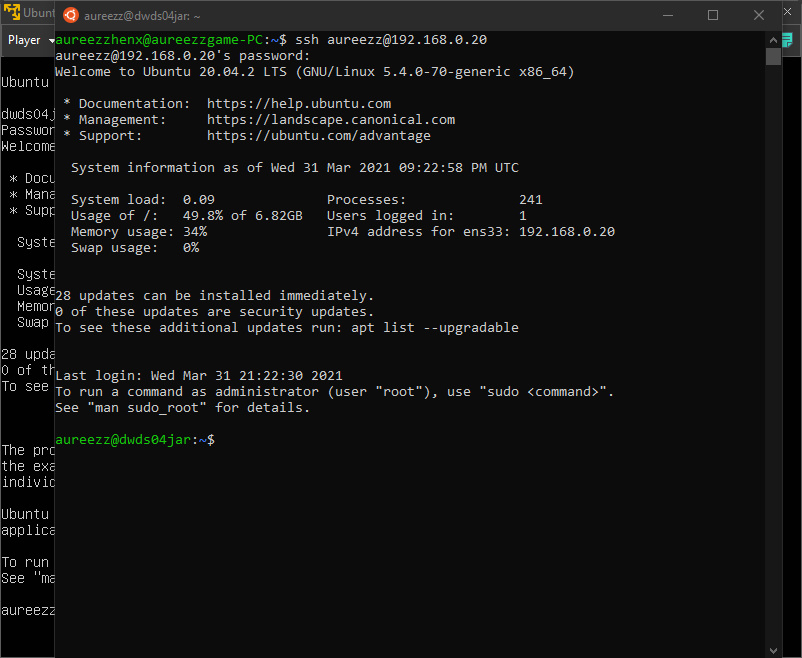 aureezz@dwds04jar: ~
Player
aureezzhenx@aureezzgame-PC:~$ ssh aureezz@192.168.0.20
aureezz@192.168.0.20's password:
Welcome to Ubuntu 20.04.2 LTS (GNU/Linux 5.4.0-70-generic x86_64)
* Documentation:  https://help.ubuntu.com
* Management:     https://landscape.canonical.com
* Support:        https://ubuntu.com/advantage
System information as of Wed 31 Mar 2021 09:22:58 PM UTC
System load:  0.09               Processes:              241
Usage of /:   49.8% of 6.82GB   Users logged in:        1
Memory usage: 34%               IPv4 address for ens33: 192.168.0.20
Swap usage:   0%
28 updates can be installed immediately.
0 of these updates are security updates.
To see these additional updates run: apt list --upgradable
Last login: Wed Mar 31 21:22:30 2021
To run a command as administrator (user "root"), use "sudo <command>".
See "man sudo_root" for details.
aureezz@dwds04jar:~$
Ubuntu
Welcome
* Docu
* Mana
* Supp
Syste
Syste
Usage
Memor
Swap
28 upda
0 of th
To see
The pro
the exa
individ
Ubuntu
applica
To run
See "ma
aureezz